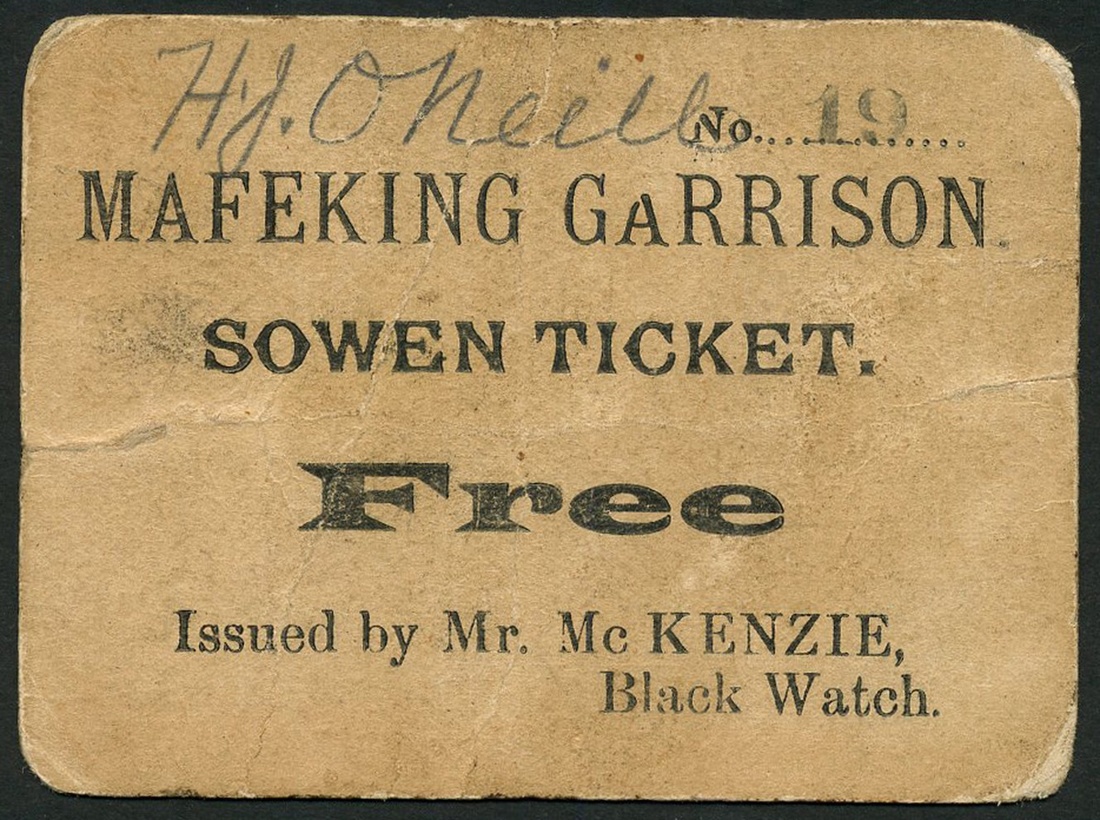 H.J. O'Neill No. 19
MAFEKING GARRISON.
SOWEN TICKET.
Free
Issued by Mr. McKENZIE,
Black Watch.